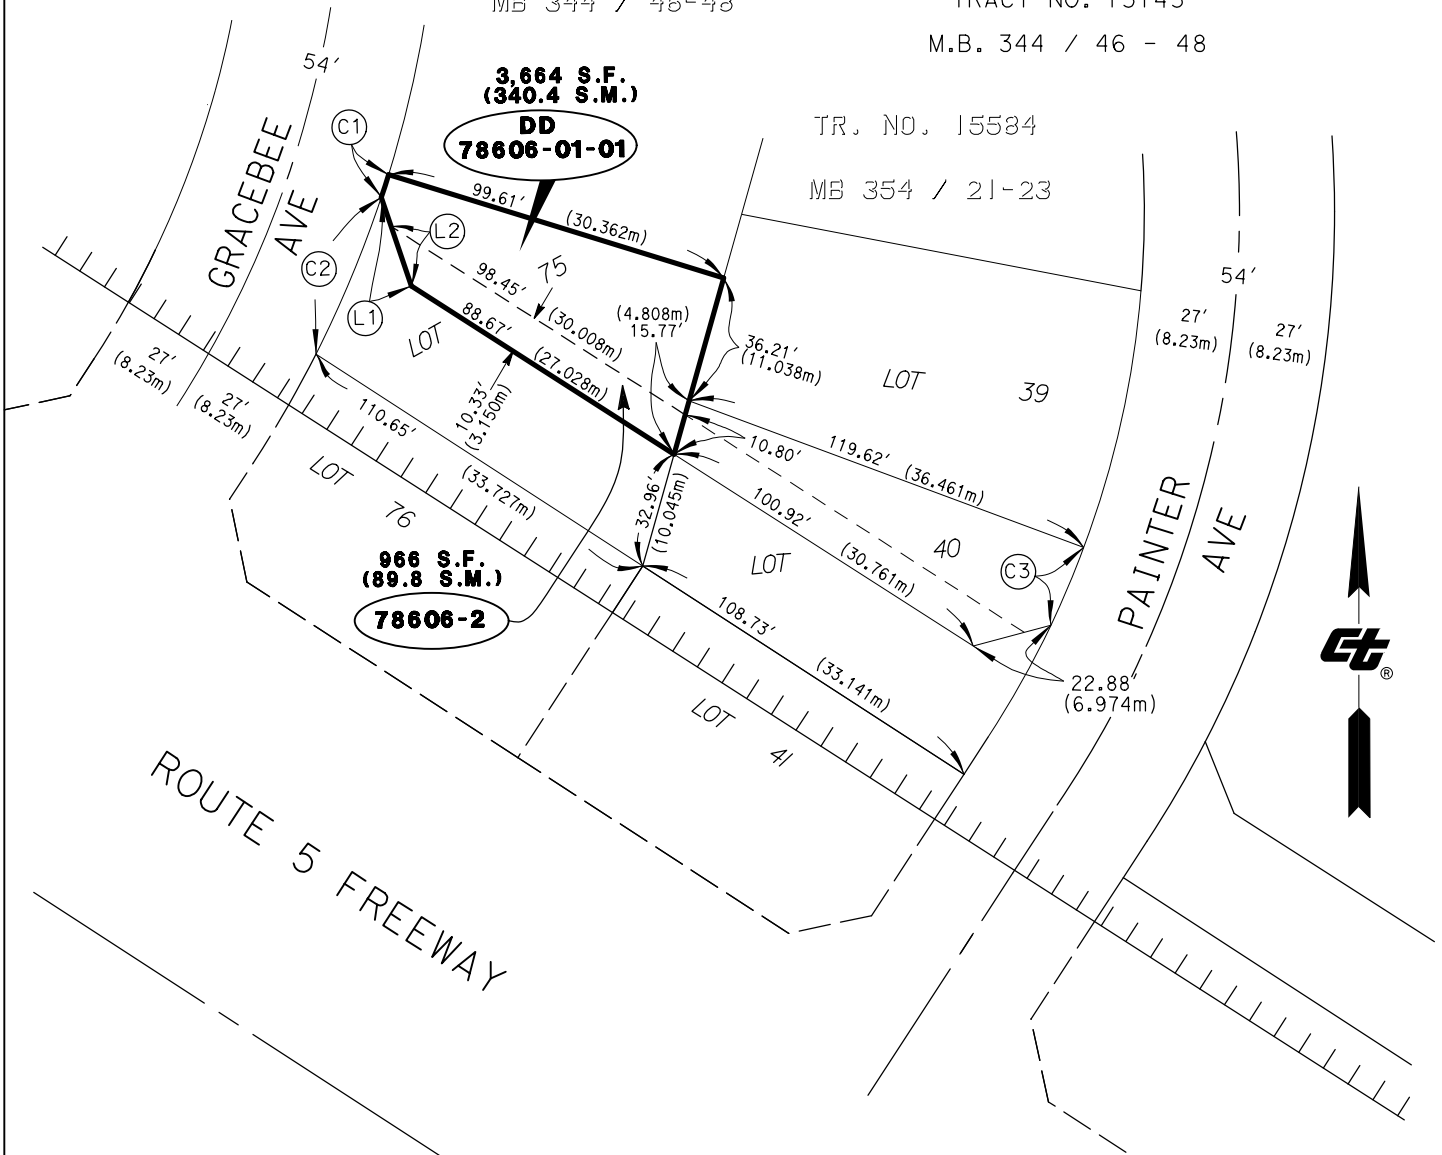 MB 344 / 46-48
TRACT NO. 15145
M.B. 344 / 46 - 48
54'
3,664 S.F.
(340.4 S.M.)
DD
78606-01-01
C1
TR. NO. 15584
MB 354 / 21-23
GRACEBEE
AVE
99.61'
(30.362m)
L2
C2
L1
98.45'
75
(30.008m)
88.67'
(27.028m)
LOT
(4.808m)
15.77'
36.21'
(11.038m)
54'
27'
(8.23m)
27'
(8.23m)
LOT
39
27'
(8.23m)
27'
(8.23m)
110.65'
(33.727m)
10.33'
(3.150m)
10.80'
119.62'
(36.461m)
LOT
76
32.96'
(10.045m)
100.92'
(30.761m)
LOT
40
C3
PAINTER
AVE
966 S.F.
(89.8 S.M.)
78606-2
108.73'
(33.141m)
22.88'
(6.974m)
LOT
41
Ct
®
ROUTE 5 FREEWAY